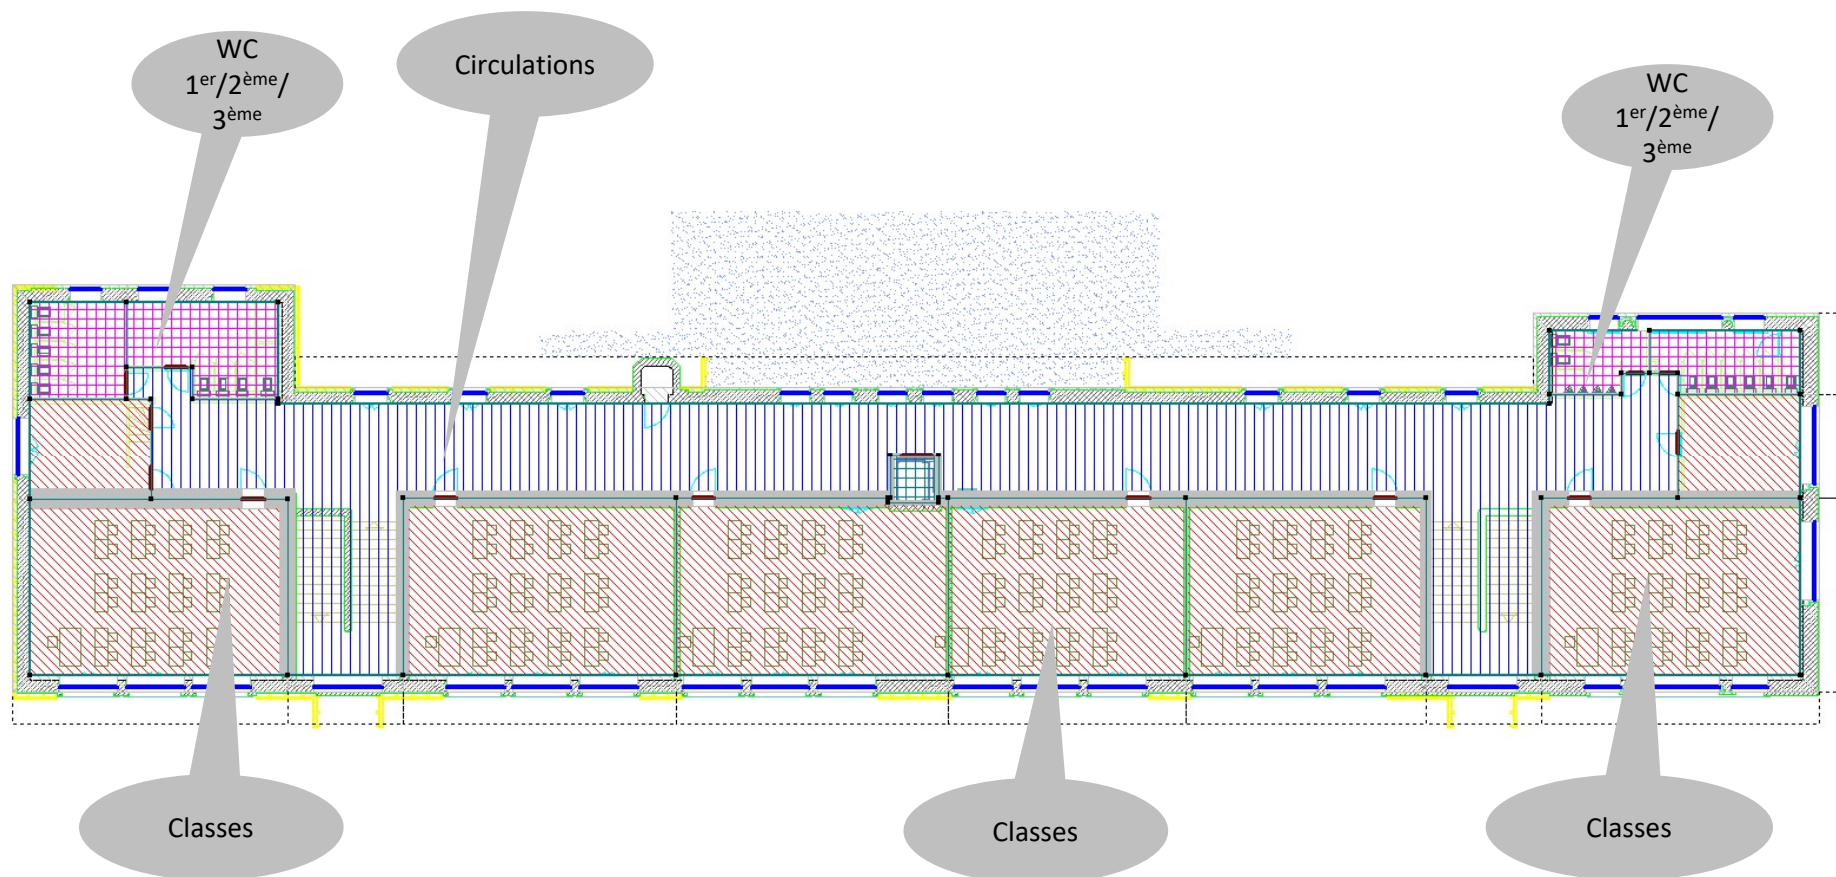 WC
1er/2ème/
3ème
Circulations
WC
1er/2ème/
3ème
Classes
Classes
Classes